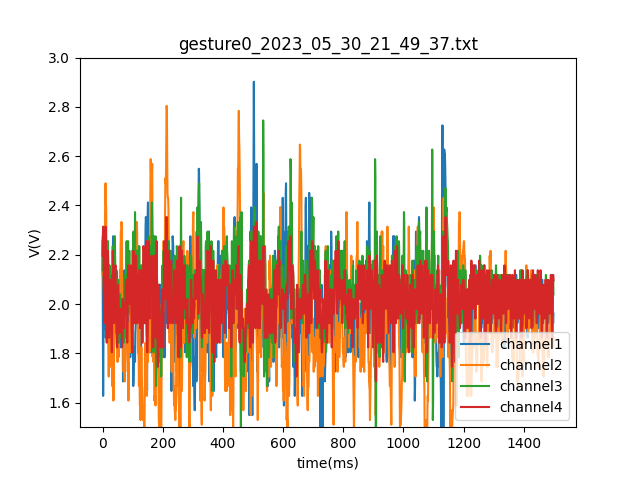 gesture0_2023_05_30_21_49_37.txt
V(V)
3.0
2.8
2.6
2.4
2.2
2.0
1.8
1.6
channel1
channel2
channel3
channel4
0 200 400 600 800 1000 1200 1400
time(ms)